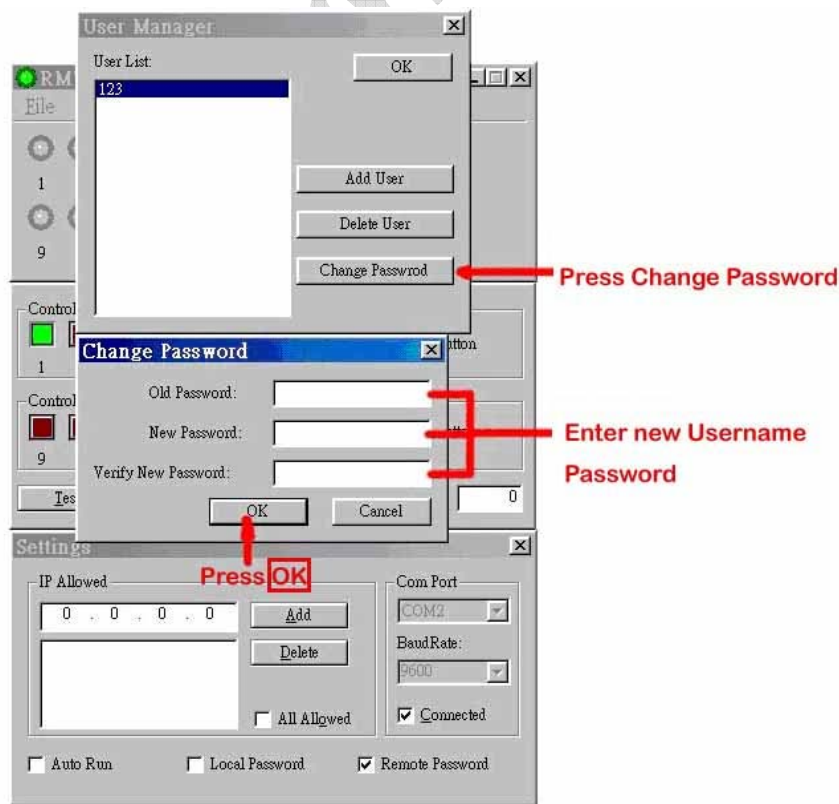 User Manager
User List:
OK
123
RM
File
1
9
Add User
Delete User
Change Passwrod
Press Change Password
Control
1
Control
9
Change Password
Old Password:
New Password:
Verify New Password:
Enter new Username
Password
OK
Cancel
Press OK
0
Settings
IP Allowed
0 . 0 . 0 . 0
Add
Delete
All Allowed
Com Port
COM2
BaudRate:
9600
Connected
Auto Run
Local Password
Remote Password